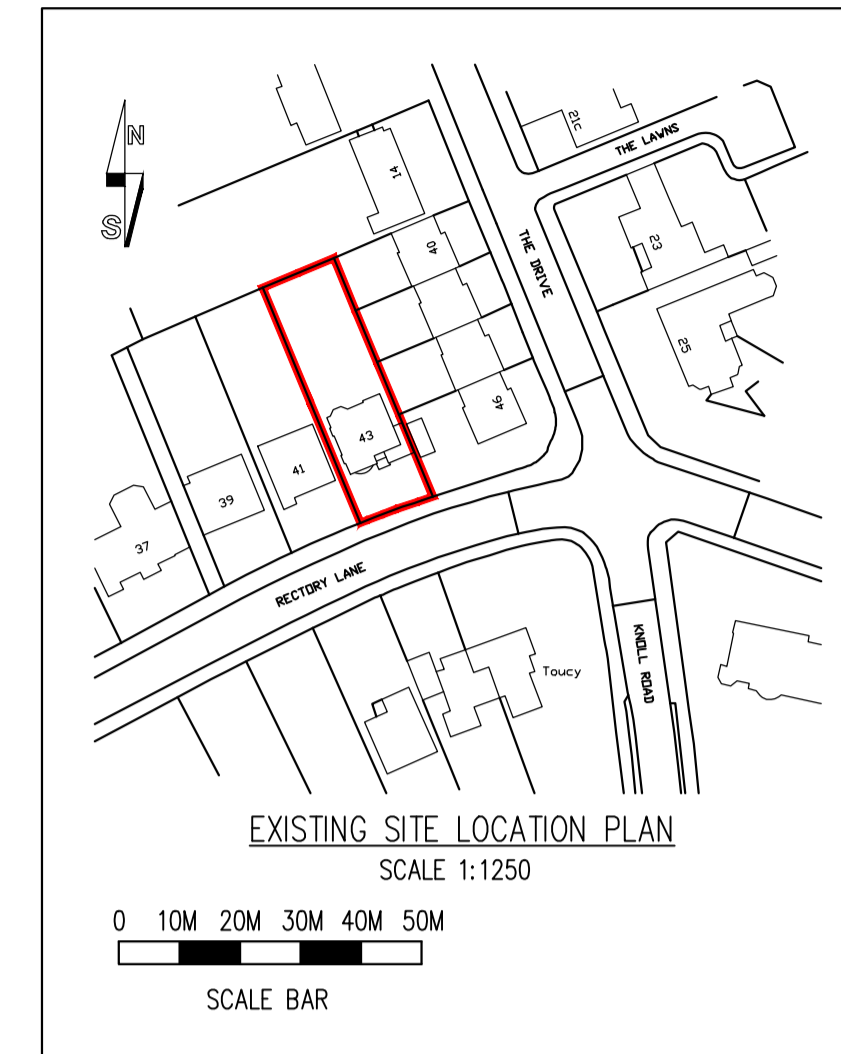 21c
THE LAWNS
N
14
S
40
23
THE DRIVE
25
46
43
41
39
37
RECTORY LANE
KNOLL ROAD
Toucy
EXISTING SITE LOCATION PLAN
SCALE 1:1250
0 10M 20M 30M 40M 50M
SCALE BAR